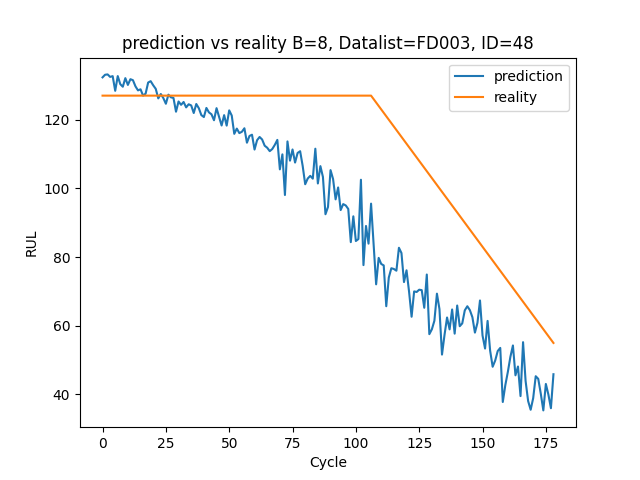 prediction vs reality B=8, Datalist=FD003, ID=48
prediction
reality
RUL
120
100
80
60
40
0 25 50 75 100 125 150 175
Cycle